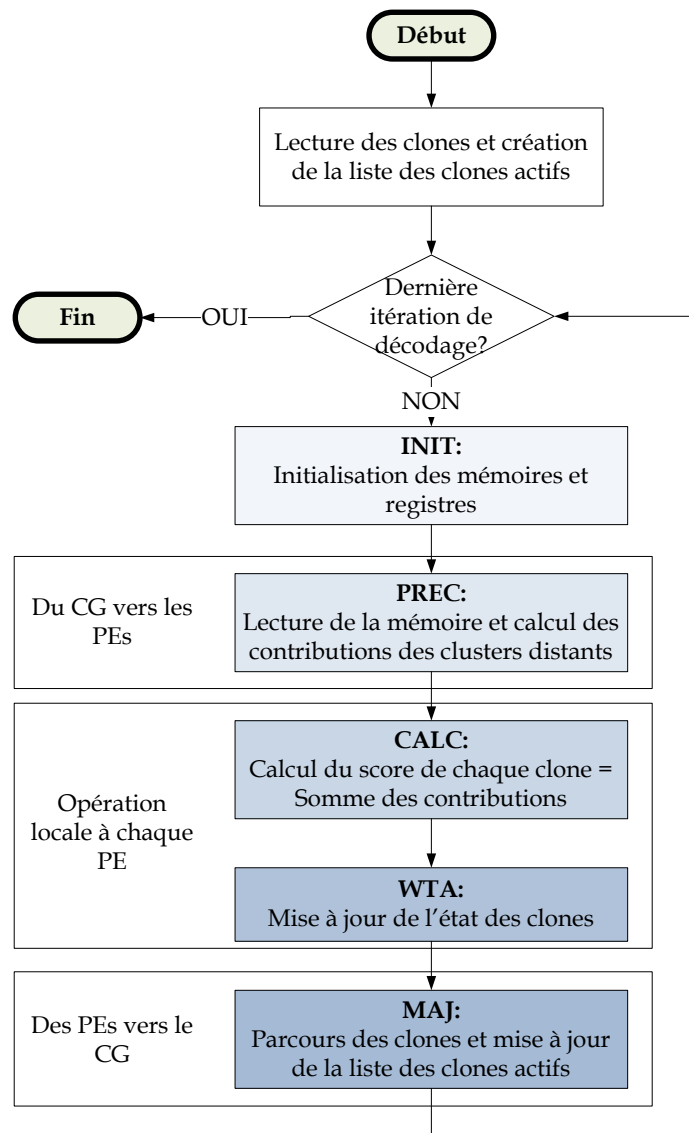 Début
Lecture des clones et création
de la liste des clones actifs
Dernière
itération de
décodage?
OUI
Fin
NON
INIT:
Initialisation des mémoires et
registres
Du CG vers les
PEs
PREC:
Lecture de la mémoire et calcul des
contributions des clusters distants
Opération
locale à chaque
PE
CALC:
Calcul du score de chaque clone =
Somme des contributions
WTA:
Mise à jour de l'état des clones
Des PEs vers le
CG
MAJ:
Parcours des clones et mise à jour
de la liste des clones actifs